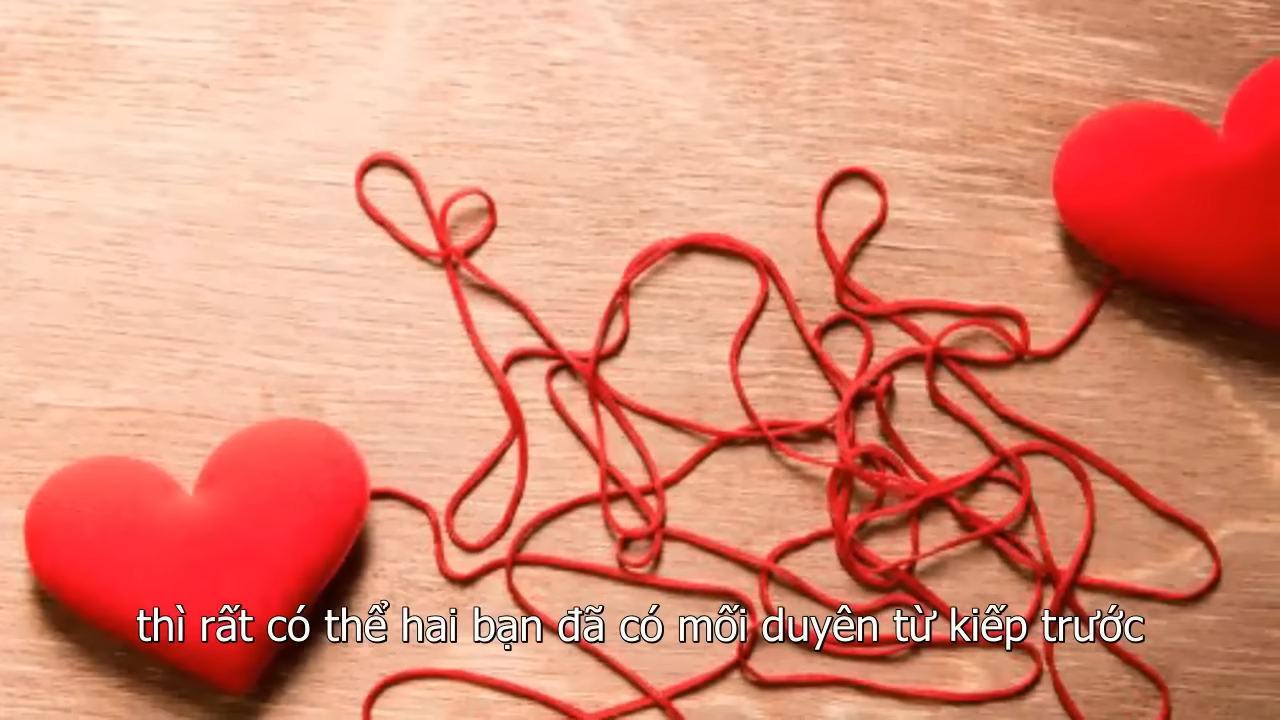 thì rất có thể hai bạn đã có mối duyên từ kiếp trước